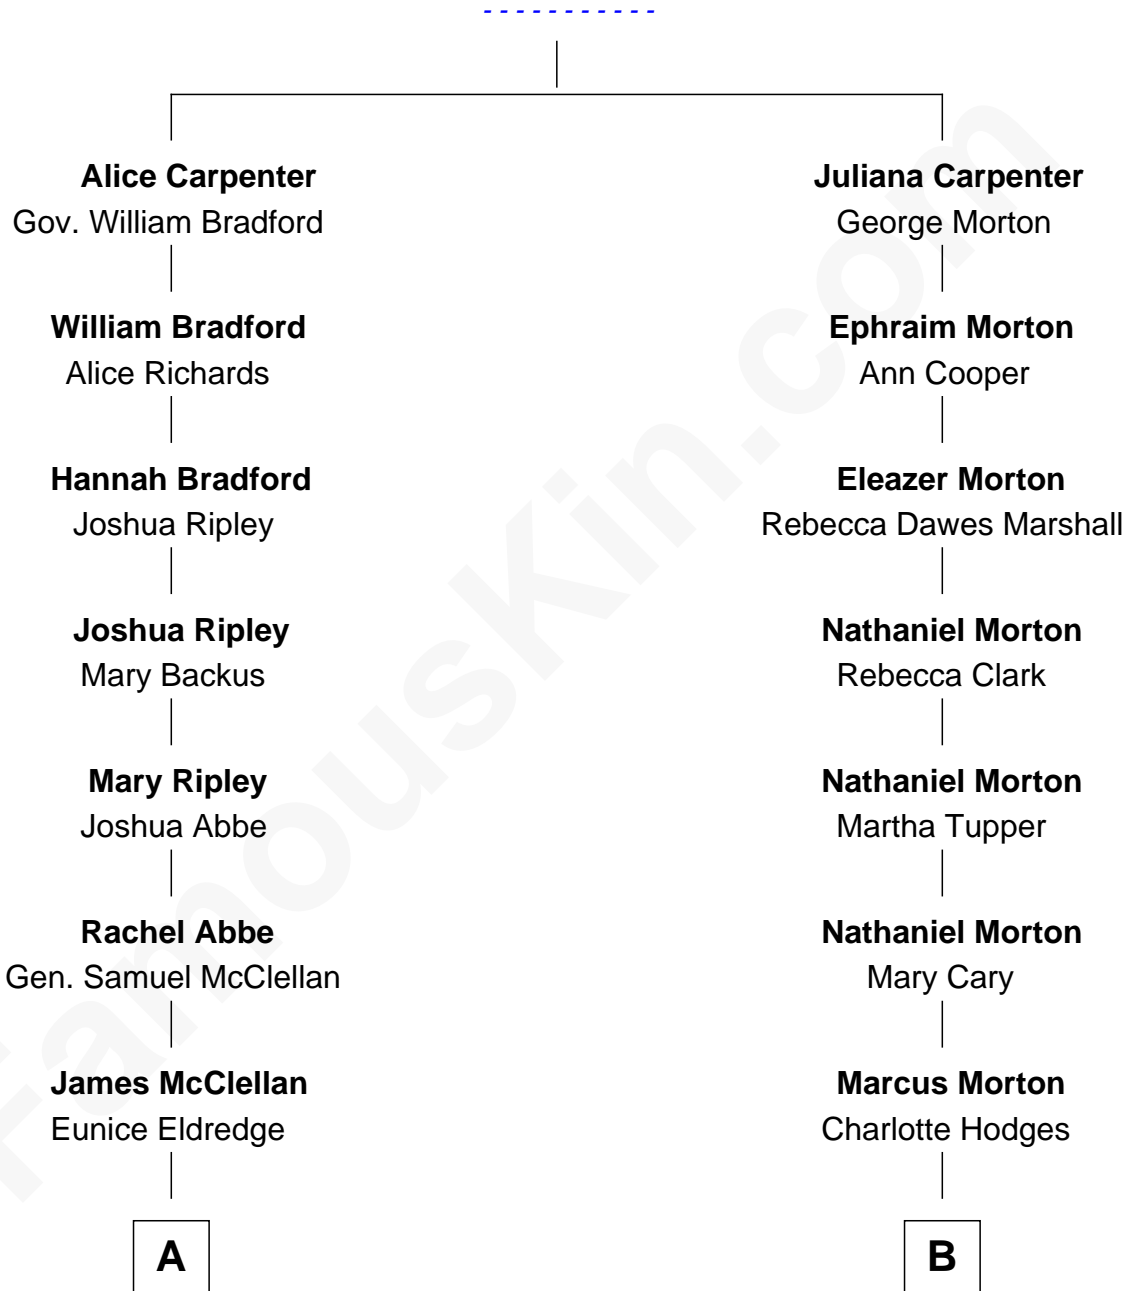 - - - - - - - - - - -
Alice Carpenter
Gov. William Bradford
Juliana Carpenter
George Morton
William Bradford
Alice Richards
Ephraim Morton
Ann Cooper
Hannah Bradford
Joshua Ripley
Eleazer Morton
Rebecca Dawes Marshall
Joshua Ripley
Mary Backus
Nathaniel Morton
Rebecca Clark
Mary Ripley
Joshua Abbe
Nathaniel Morton
Martha Tupper
Rachel Abbe
Gen. Samuel McClellan
Nathaniel Morton
Mary Cary
James McClellan
Eunice Eldredge
Marcus Morton
Charlotte Hodges
A
B
FamousKin.com